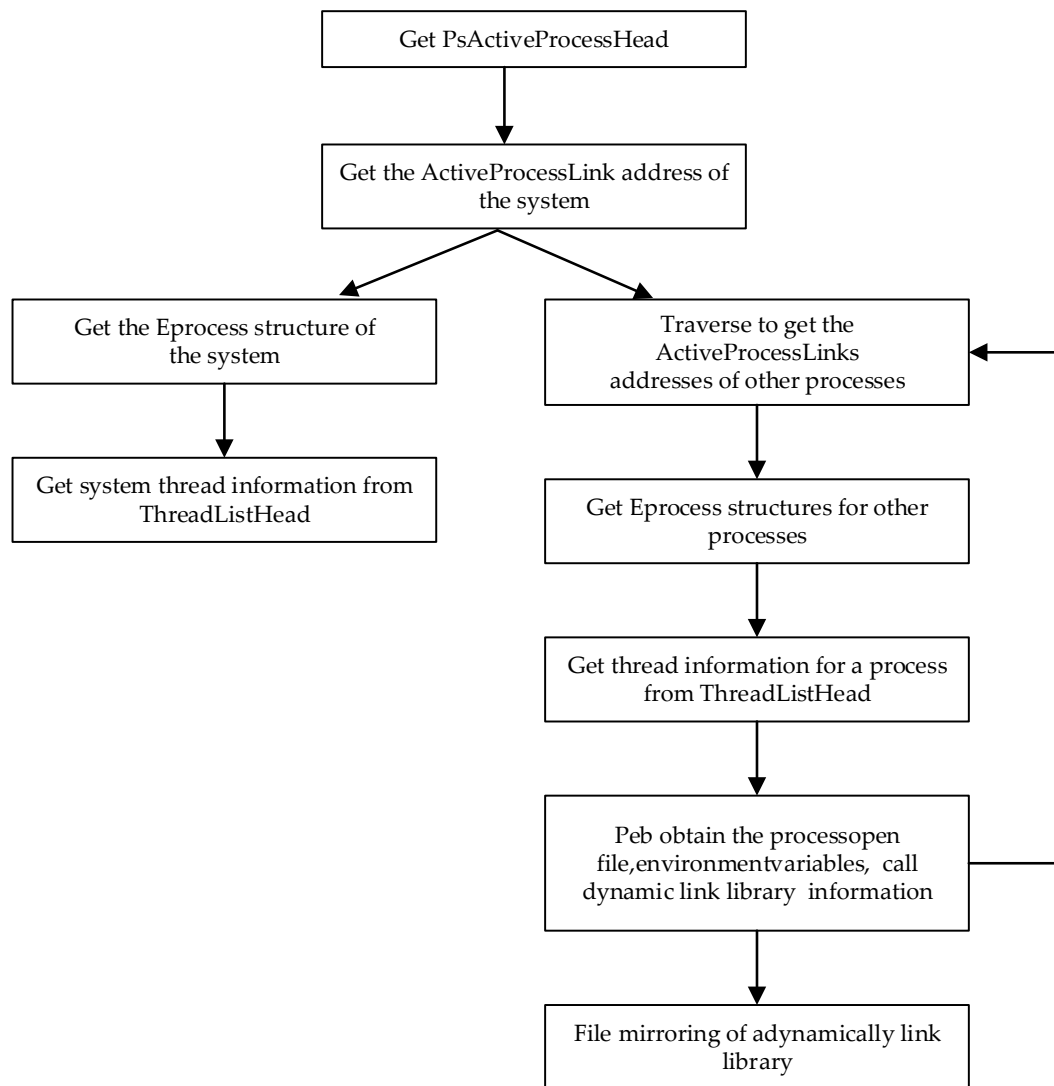 Get PsActiveProcessHead
Get the ActiveProcessLink address of
the system
Get the Eprocess structure of
the system
Traverse to get the
ActiveProcessLinks
addresses of other processes
Get system thread information from
ThreadListHead
Get Eprocess structures for other
processes
Get thread information for a process
from ThreadListHead
Peb obtain the processopen
file,environmentvariables, call
dynamic link library information
File mirroring of adynamically link
library